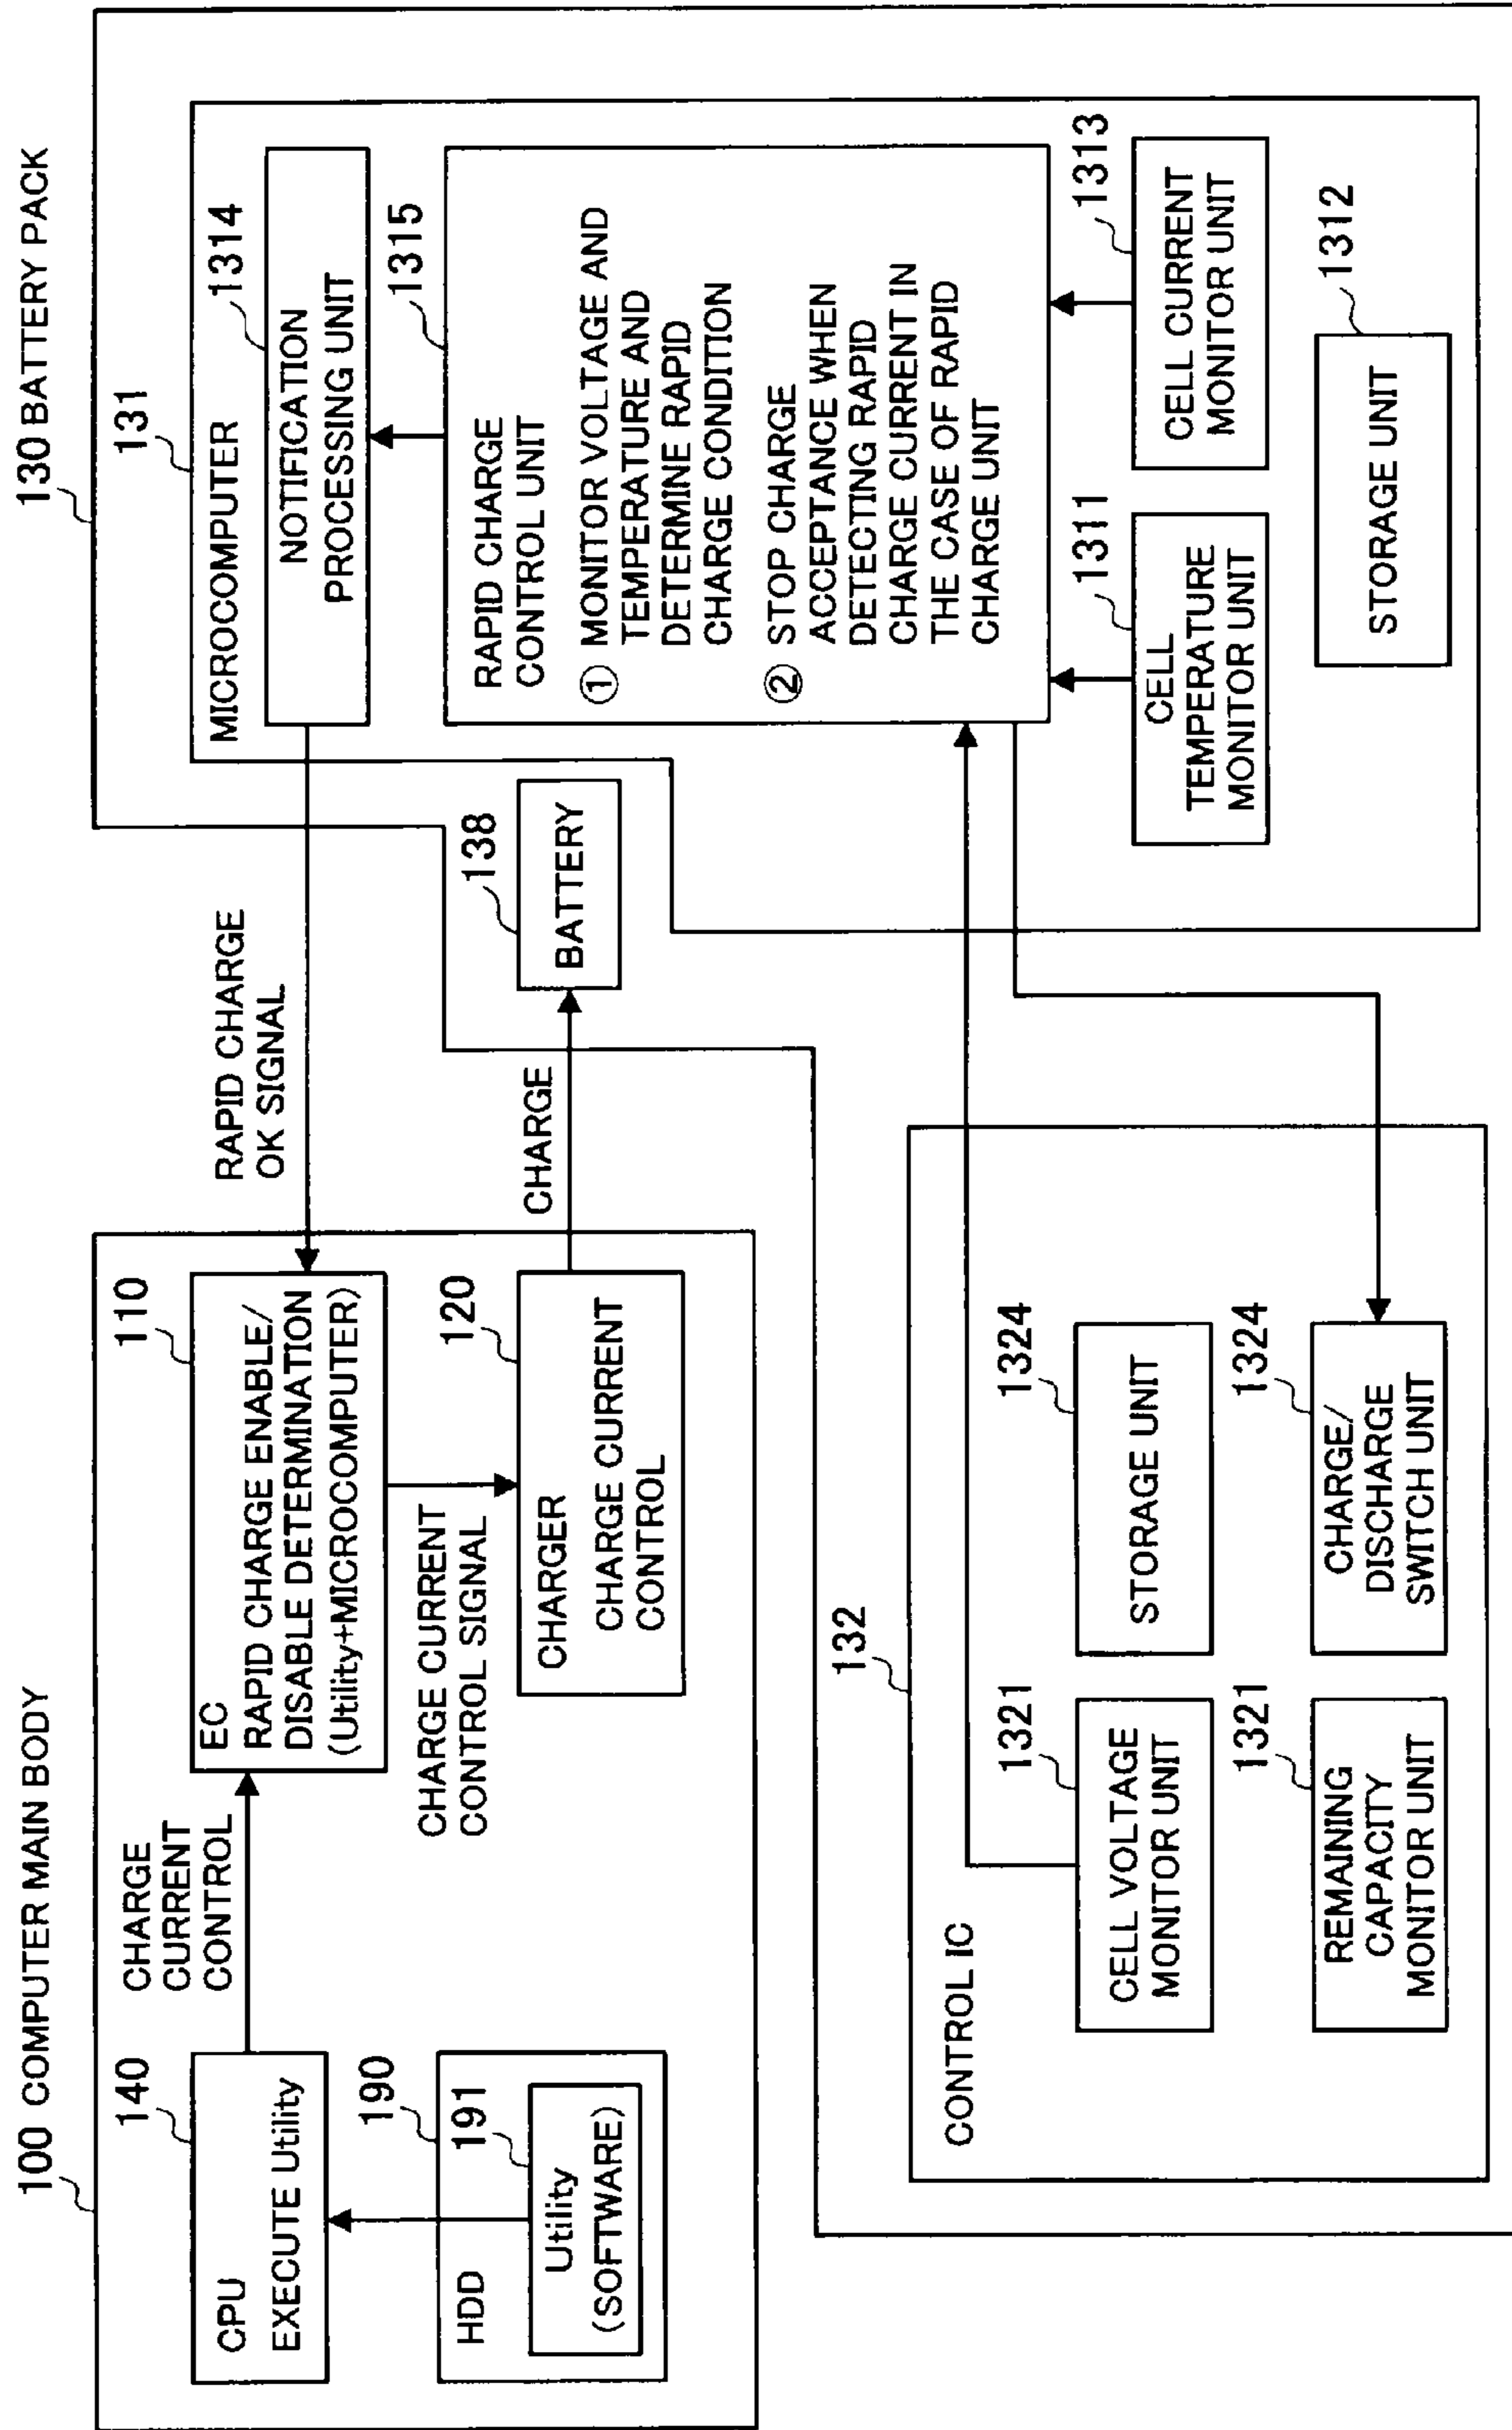 100 COMPUTER MAIN BODY
140
CPU
EXECUTE Utility
190
HDD
191
Utility
(SOFTWARE)
CHARGE
CURRENT
CONTROL
110
EC
RAPID CHARGE ENABLE/
DISABLE DETERMINATION
(Utility+MICROCOMPUTER)
CHARGE CURRENT
CONTROL SIGNAL
120
CHARGER
CHARGE CURRENT
CONTROL
RAPID CHARGE
OK SIGNAL
CHARGE
138
BATTERY
130 BATTERY PACK
131
MICROCOMPUTER
1314
NOTIFICATION
PROCESSING UNIT
1315
RAPID CHARGE
CONTROL UNIT
① MONITOR VOLTAGE AND
TEMPERATURE AND
DETERMINE RAPID
CHARGE CONDITION
② STOP CHARGE
ACCEPTANCE WHEN
DETECTING RAPID
CHARGE CURRENT IN
THE CASE OF RAPID
CHARGE UNIT
1311
CELL
TEMPERATURE
MONITOR UNIT
1313
CELL CURRENT
MONITOR UNIT
1312
STORAGE UNIT
132
CONTROL IC
1321
CELL VOLTAGE
MONITOR UNIT
1324
STORAGE UNIT
1321
REMAINING
CAPACITY
MONITOR UNIT
1324
CHARGE/
DISCHARGE
SWITCH UNIT